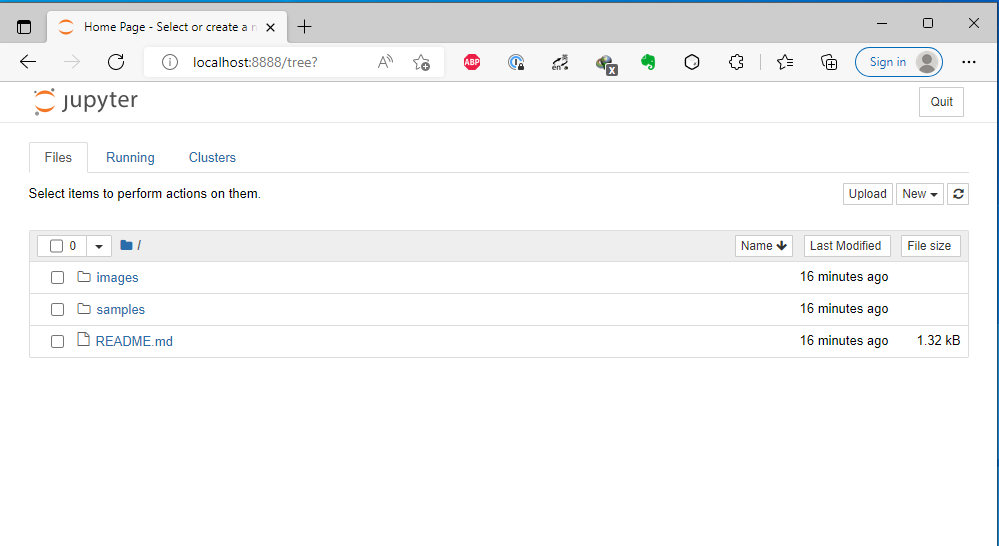 Home Page - Select or create a n
localhost:8888/tree?
A
ABP
en
x
Sign in
jupyter
Quit
Files
Running
Clusters
Select items to perform actions on them.
Upload
New
0
/
Name
Last Modified
File size
images
16 minutes ago
samples
16 minutes ago
README.md
16 minutes ago
1.32 kB